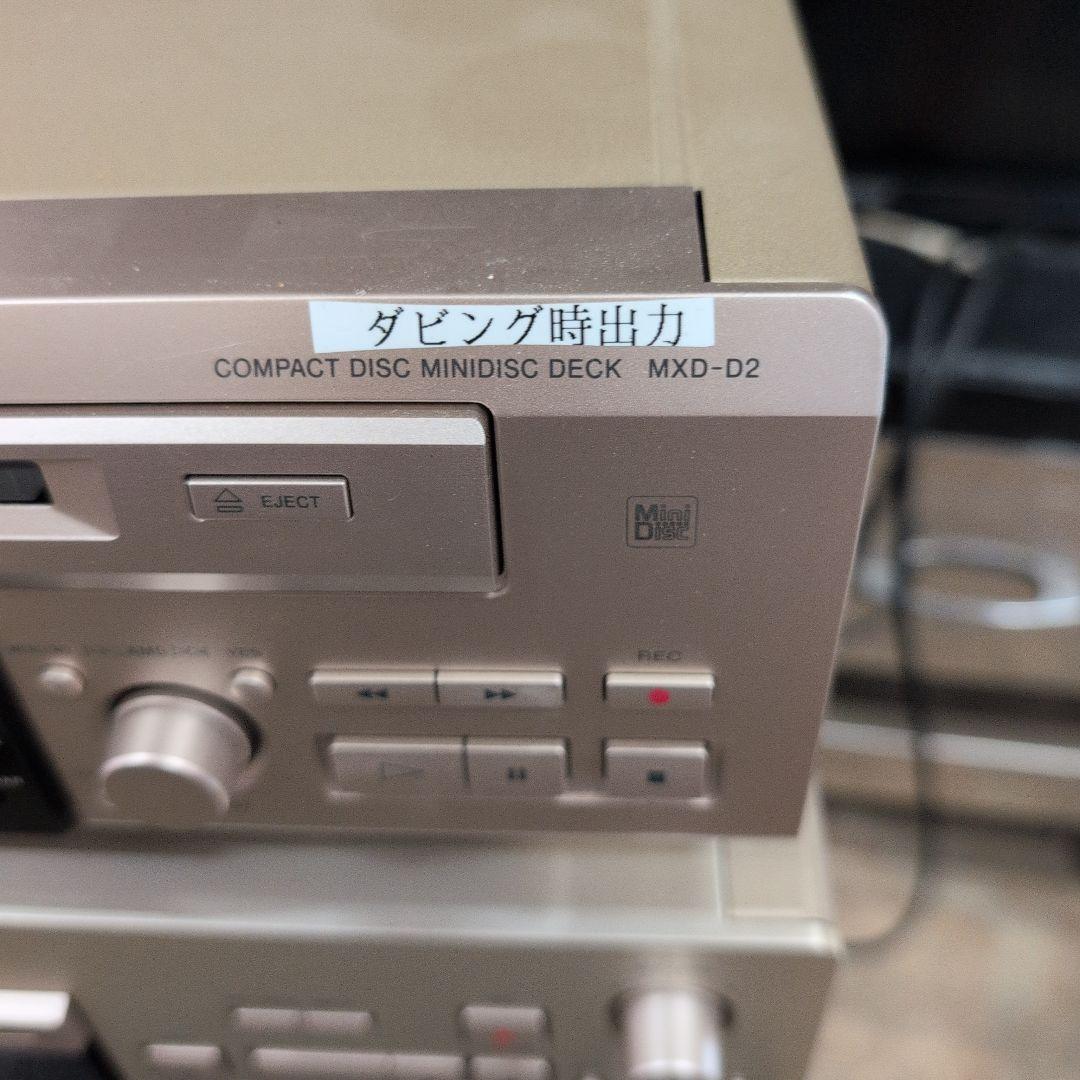 ダビング時出力
COMPACT DISC MINIDISC DECK MXD-D2
EJECT
Mini Disc
REC